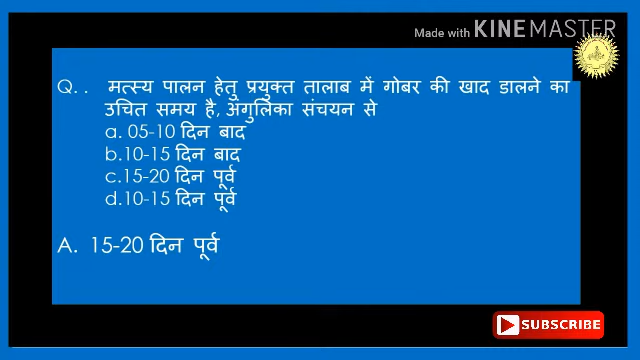 Made with KINEMASTER
Q. . मत्स्य पालन हेतु प्रयुक्त तालाब में गोबर की खाद डालने का
उचित समय है, अंगुलिका संचयन से
a. 05-10 दिन बाद
b.10-15 दिन बाद
c.15-20 दिन पूर्व
d.10-15 दिन पूर्व
A. 15-20 दिन पूर्व
SUBSCRIBE